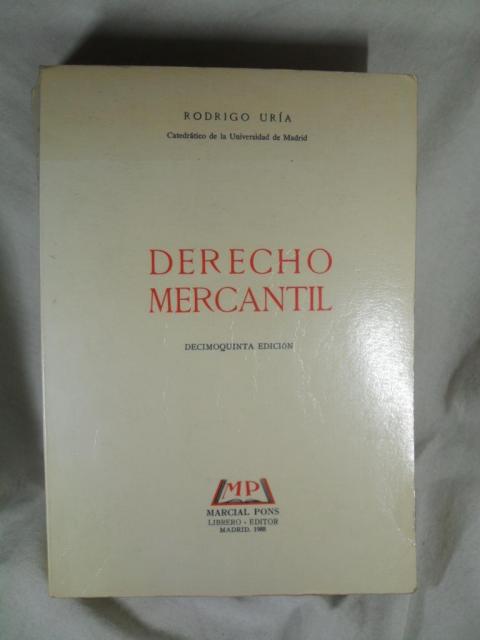 RODRIGO URÍA
Catedrático de la Universidad de Madrid
DERECHO
MERCANTIL
DECIMOQUINTA EDICIÓN
MP
MARCIAL PONS
LIBRERO - EDITOR
MADRID, 1988